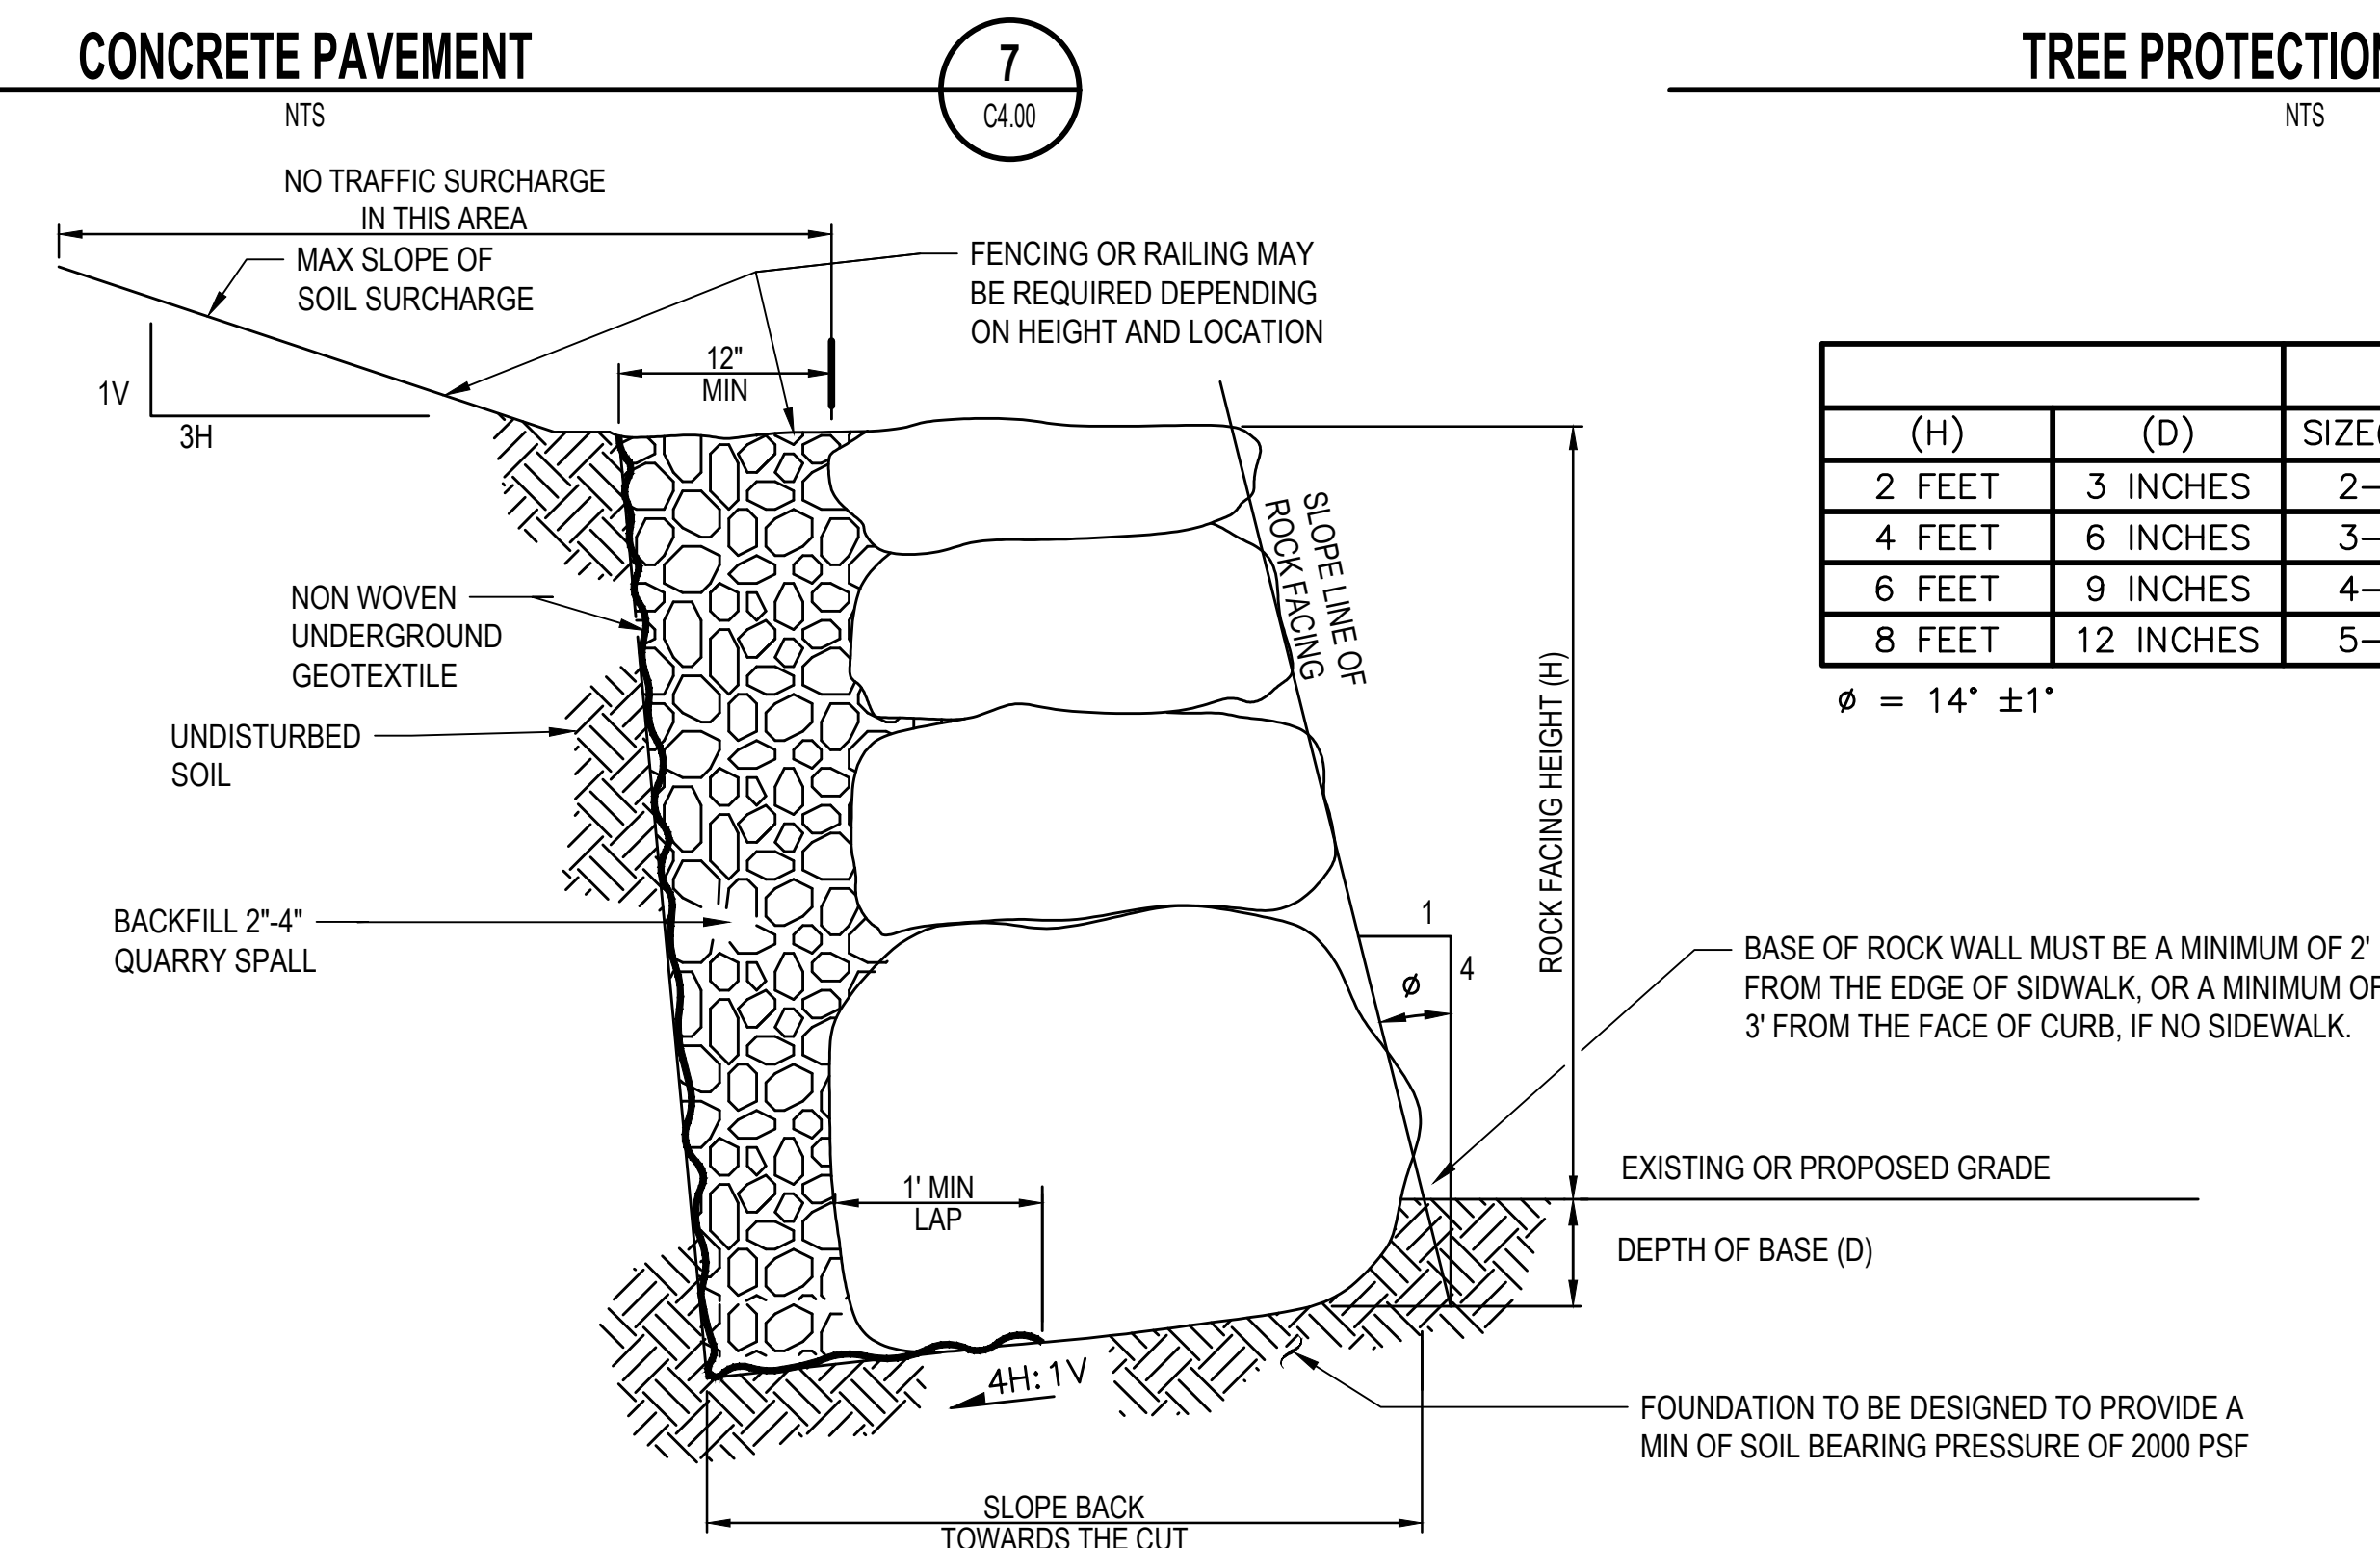 CONCRETE PAVEMENT
NTS
7
C4.00
TREE PROTECTION
NTS
NO TRAFFIC SURCHARGE
IN THIS AREA
MAX SLOPE OF
SOIL SURCHARGE
1V
3H
12"
MIN
FENCING OR RAILING MAY
BE REQUIRED DEPENDING
ON HEIGHT AND LOCATION
SLOPE LINE OF
ROCK FACING
(H) (D) SIZE(
2 FEET 3 INCHES 2-
4 FEET 6 INCHES 3-
6 FEET 9 INCHES 4-
8 FEET 12 INCHES 5-
ø = 14° ±1°
NON WOVEN
UNDERGROUND
GEOTEXTILE
UNDISTURBED
SOIL
ROCK FACING HEIGHT (H)
BACKFILL 2"-4"
QUARRY SPALL
1
4
ø
BASE OF ROCK WALL MUST BE A MINIMUM OF 2'
FROM THE EDGE OF SIDWALK, OR A MINIMUM OF
3' FROM THE FACE OF CURB, IF NO SIDEWALK.
1' MIN
LAP
EXISTING OR PROPOSED GRADE
DEPTH OF BASE (D)
4H:1V
FOUNDATION TO BE DESIGNED TO PROVIDE A
MIN OF SOIL BEARING PRESSURE OF 2000 PSF
SLOPE BACK
TOWARDS THE CUT